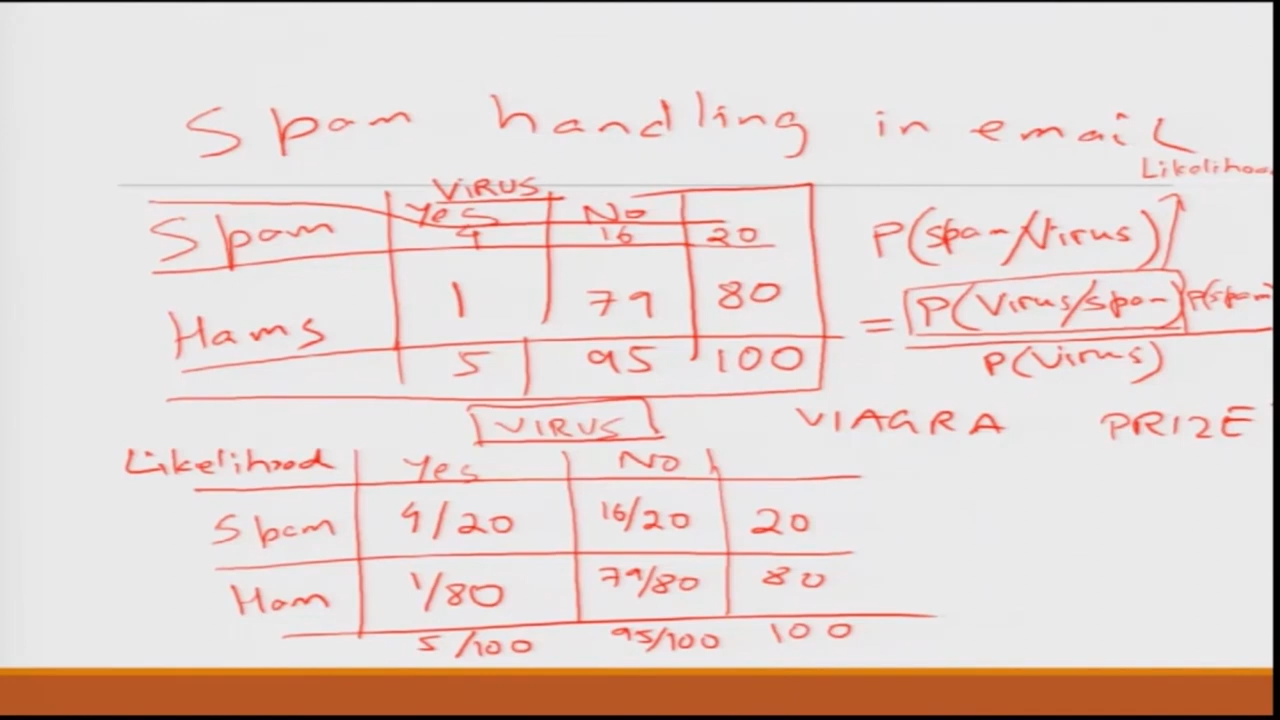 Spam handling in email
Likelihoo
VIRUS
Yes No
Spam 4 16 20
Hams 1 79 80
5 95 100
P(spam/Virus)
= P(Virus/spam) P(spam)
P(Virus)
VIRUS VIAGRA PRIZE
Likelihood Yes No
Spam 4/20 16/20 20
Ham 1/80 79/80 80
5/100 95/100 100